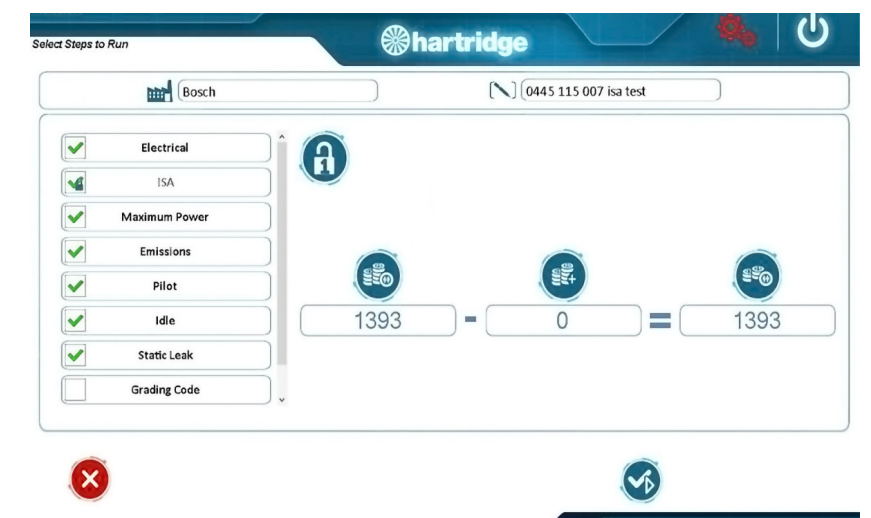 Select Steps to Run
hartridge
Bosch
0445 115 007 isa test
Electrical
ISA
Maximum Power
Emissions
Pilot
Idle
Static Leak
Grading Code
1
1393 - 0 = 1393